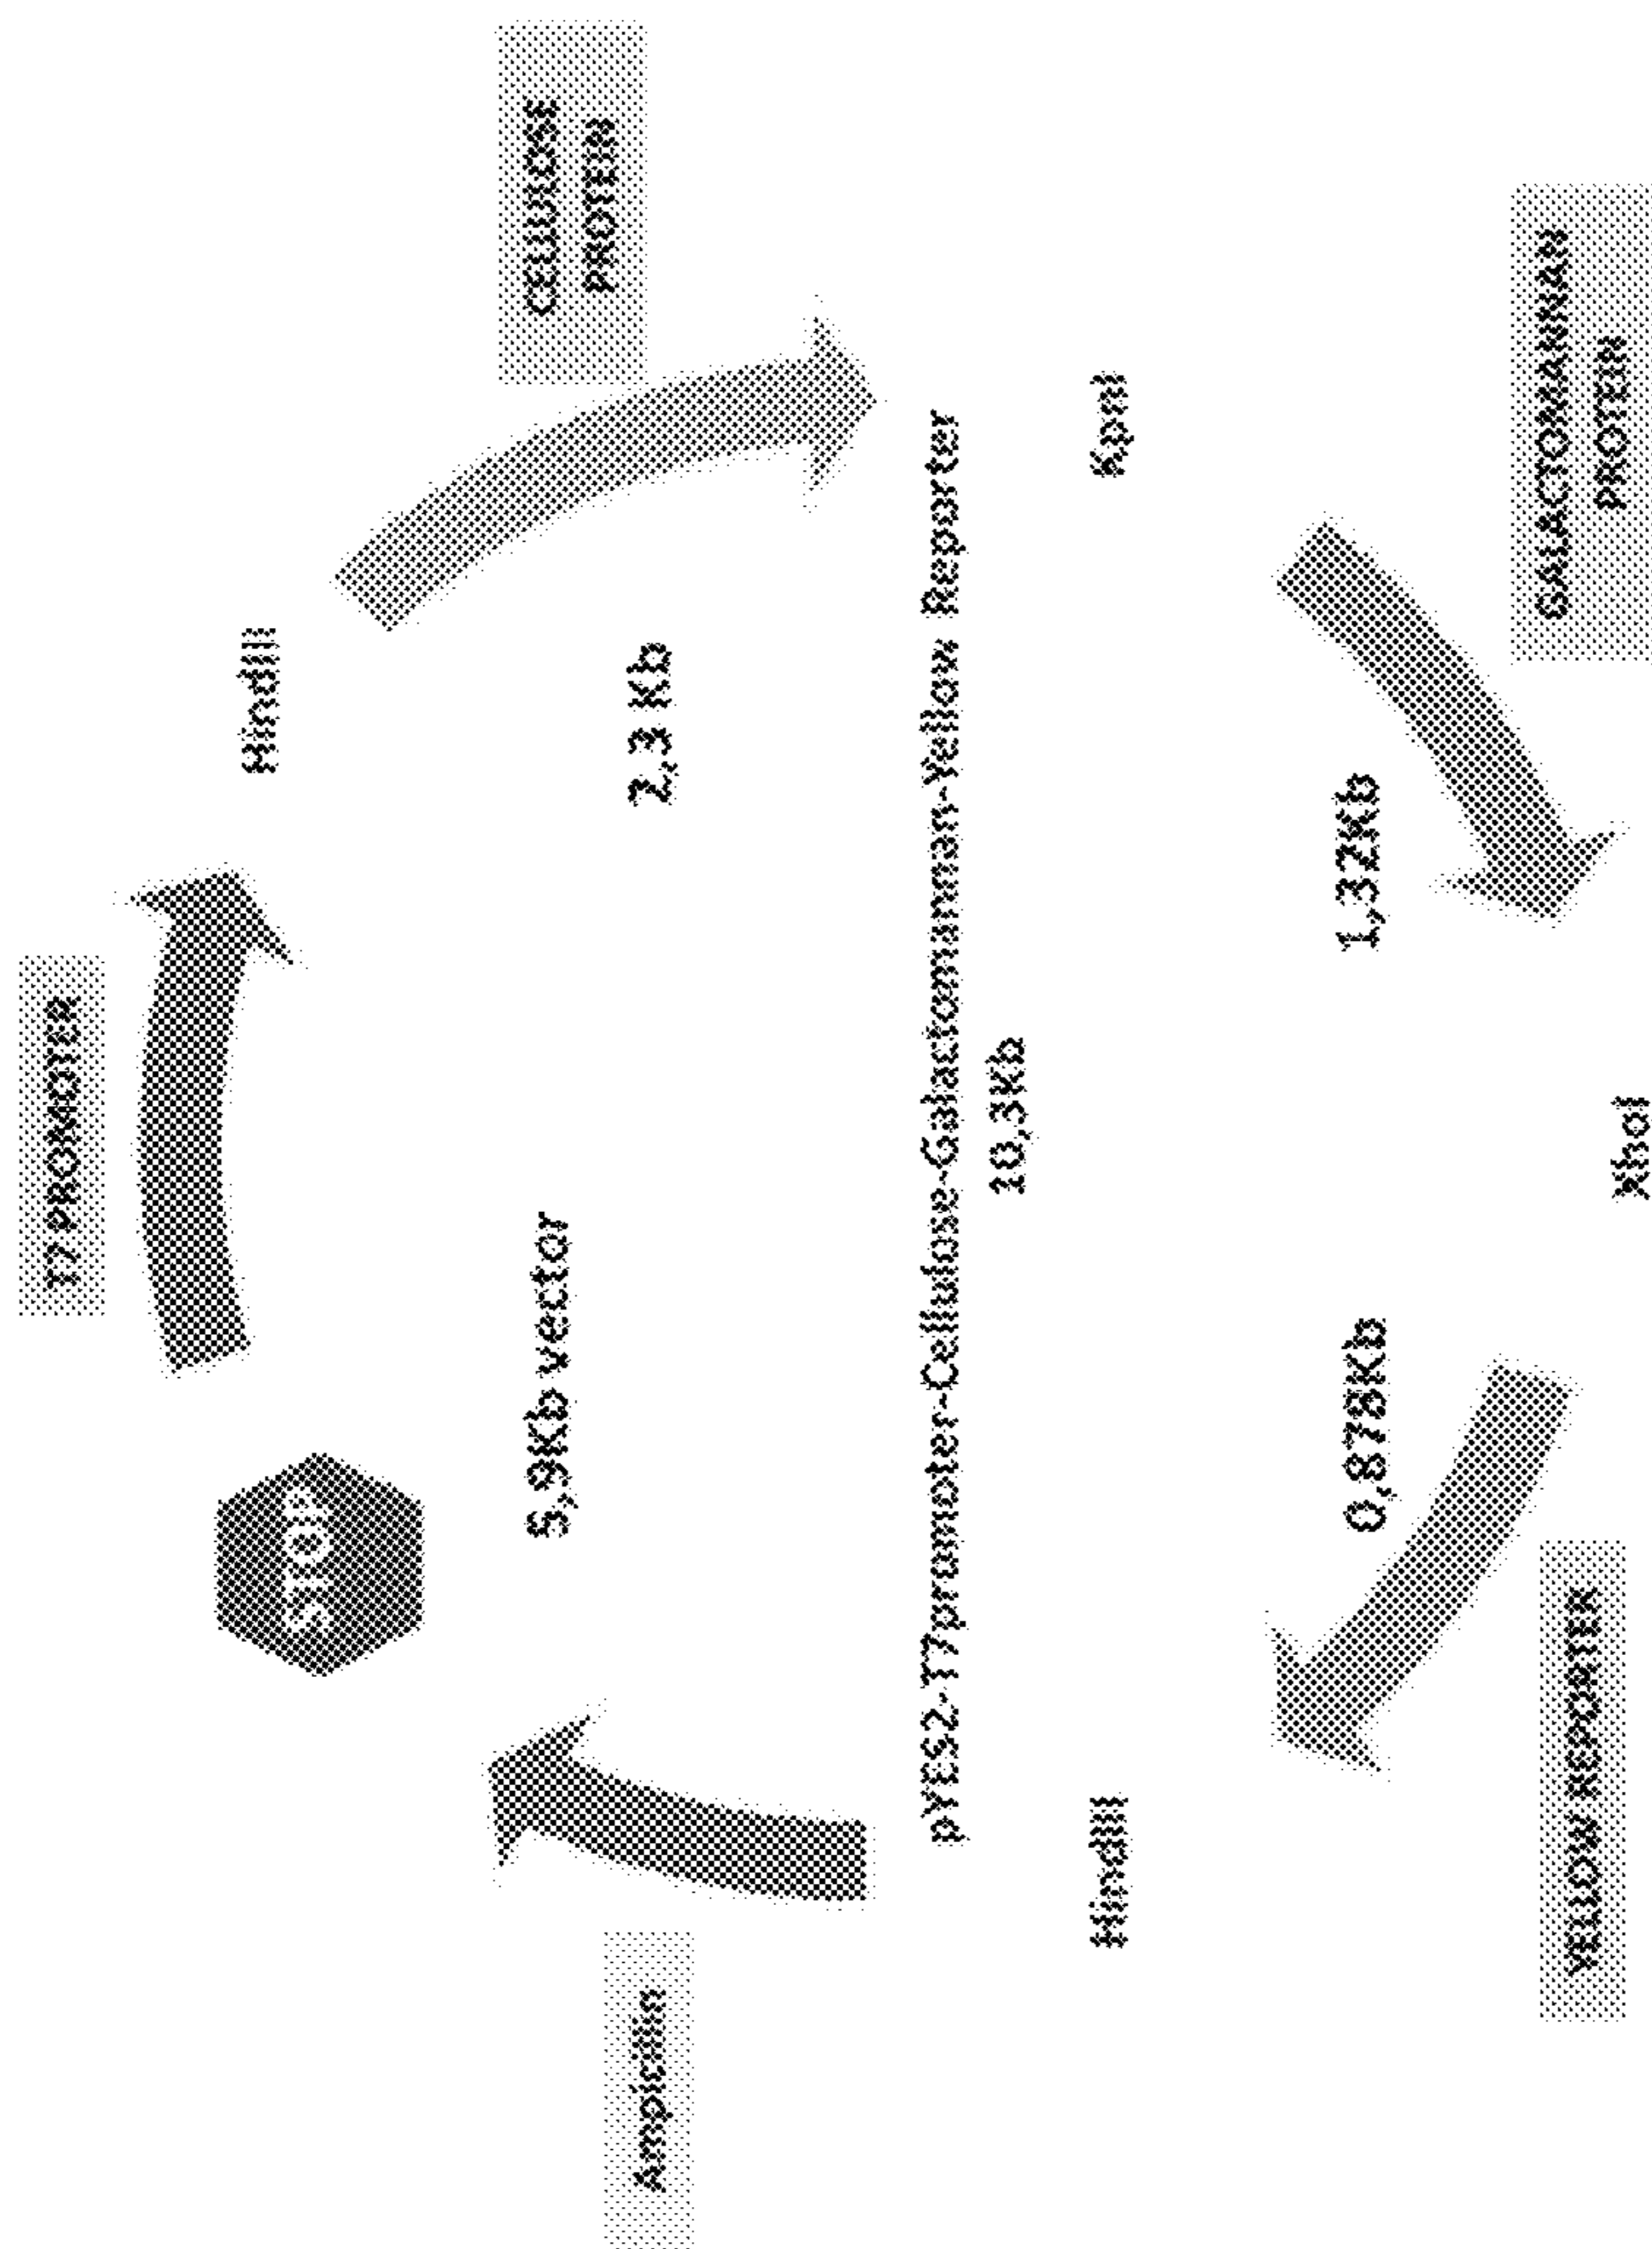 T7 PROMOTER
HindIII
STOP
CELLULOSE
PROTEIN
5,9Kb vector
2,3 Kb
Ampicilin
pYES2-T7promoter-Cellulose-Galactomannan-Yellow Reporter
10,3Kb
HindIII
KpnI
0,878Kb
1,32Kb
GALACTOMANNAN
PROTEIN
YELLOW REPORTER
XhoI